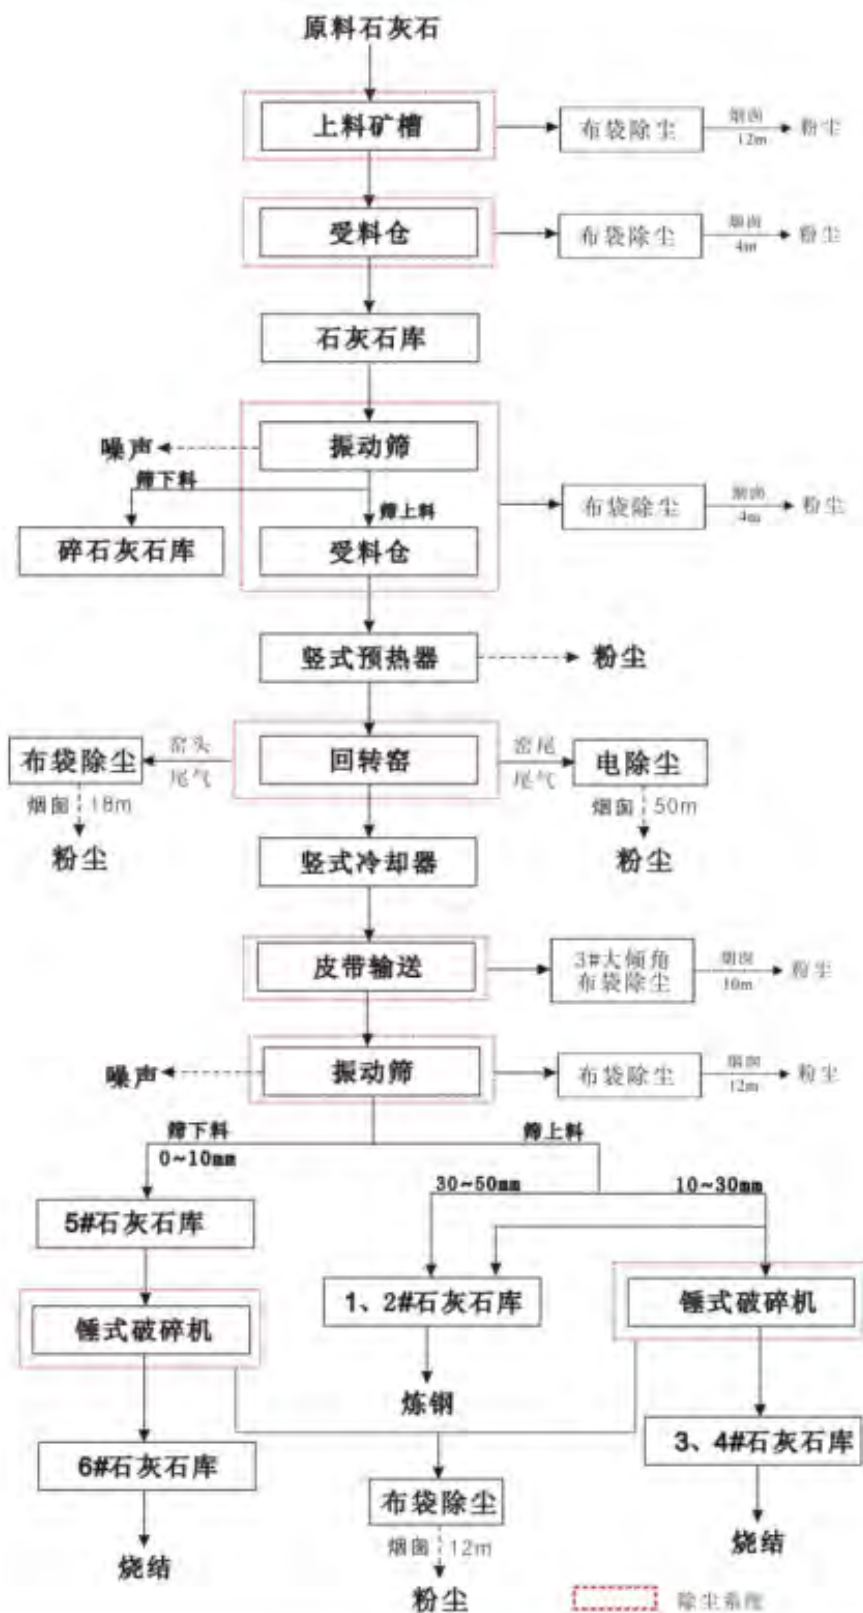 原料石灰石
上料矿槽
布袋除尘
烟囱
12m
粉尘
受料仓
布袋除尘
烟囱
4m
粉尘
石灰石库
振动筛
噪声
筛下料
筛上料
碎石灰石库
受料仓
布袋除尘
烟囱
4m
粉尘
竖式预热器
粉尘
布袋除尘
窑头
尾气
回转窑
窑尾
尾气
电除尘
烟囱 18m
粉尘
烟囱 50m
粉尘
竖式冷却器
皮带输送
3#大倾角
布袋除尘
烟囱
10m
粉尘
噪声
振动筛
布袋除尘
烟囱
12m
粉尘
筛下料
0~10mm
筛上料
30~50mm
10~30mm
5#石灰石库
1、2#石灰石库
锤式破碎机
锤式破碎机
炼钢
6#石灰石库
3、4#石灰石库
布袋除尘
烧结
烧结
烟囱 12m
粉尘
除尘系统